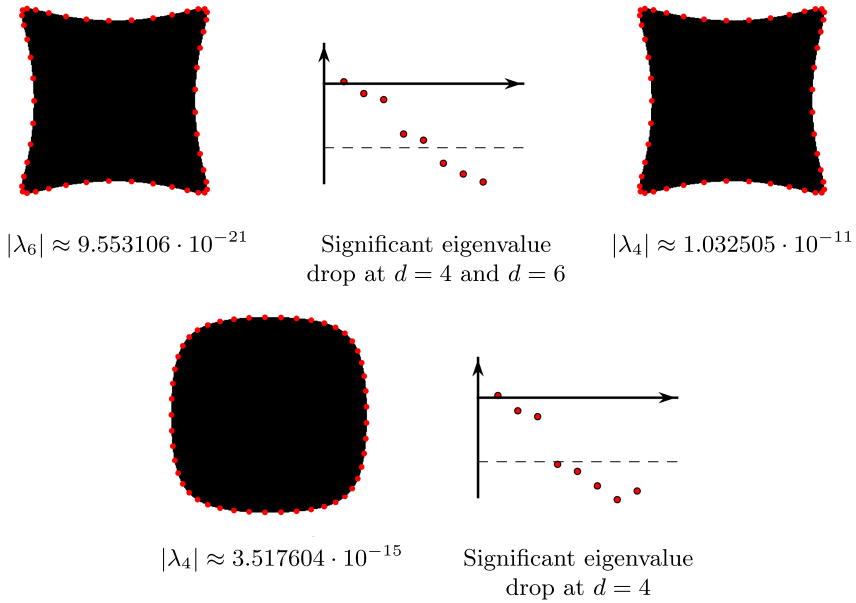 |λ₆| ≈ 9.553106 · 10⁻²¹
Significant eigenvalue
drop at d = 4 and d = 6
|λ₄| ≈ 1.032505 · 10⁻¹¹
|λ₄| ≈ 3.517604 · 10⁻¹⁵
Significant eigenvalue
drop at d = 4